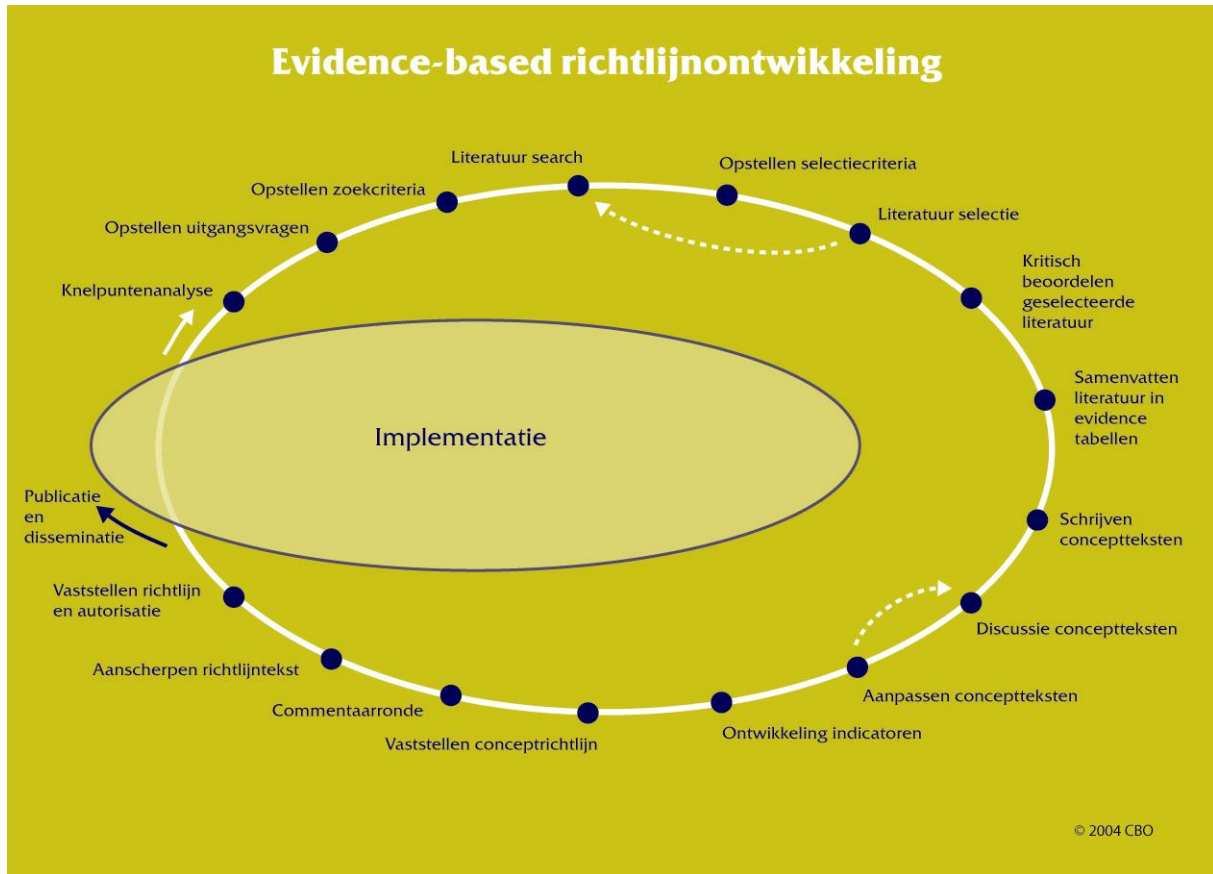 Evidence-based richtlijnontwikkeling
Literatuur search
Opstellen selectiecriteria
Opstellen zoekcriteria
Literatuur selectie
Opstellen uitgangsvragen
Kritisch
beoordelen
geselecteerde
literatuur
Knelpuntenanalyse
Samenvatten
literatuur in
evidence
tabellen
Implementatie
Publicatie
en
disseminatie
Schrijven
conceptteksten
Vaststellen richtlijn
en autorisatie
Discussie conceptteksten
Aanscherpen richtlijntekst
Aanpassen conceptteksten
Commentaarronde
Ontwikkeling indicatoren
Vaststellen conceptrichtlijn
© 2004 CBO